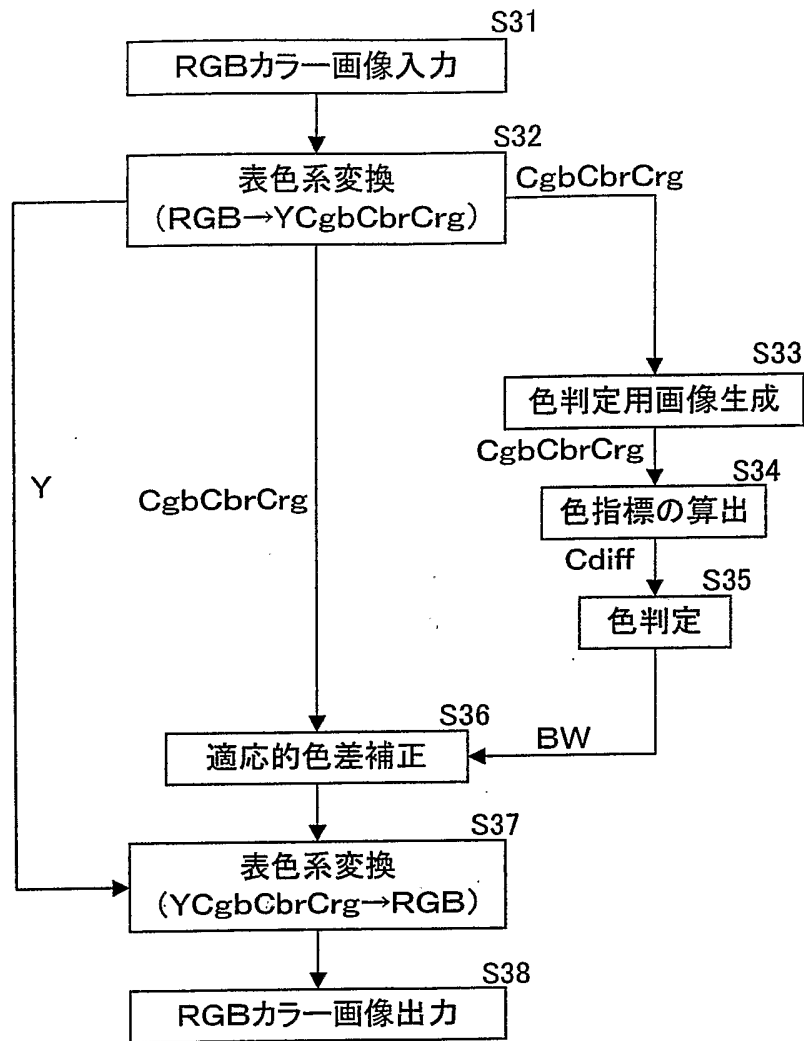 S31
RGBカラー画像入力
S32
表色系変換
(RGB→YCgbCbrCrg)
CgbCbrCrg
S33
色判定用画像生成
CgbCbrCrg
S34
Y
CgbCbrCrg
色指標の算出
Cdiff
S35
色判定
S36
適応的色差補正
BW
S37
表色系変換
(YCgbCbrCrg→RGB)
S38
RGBカラー画像出力